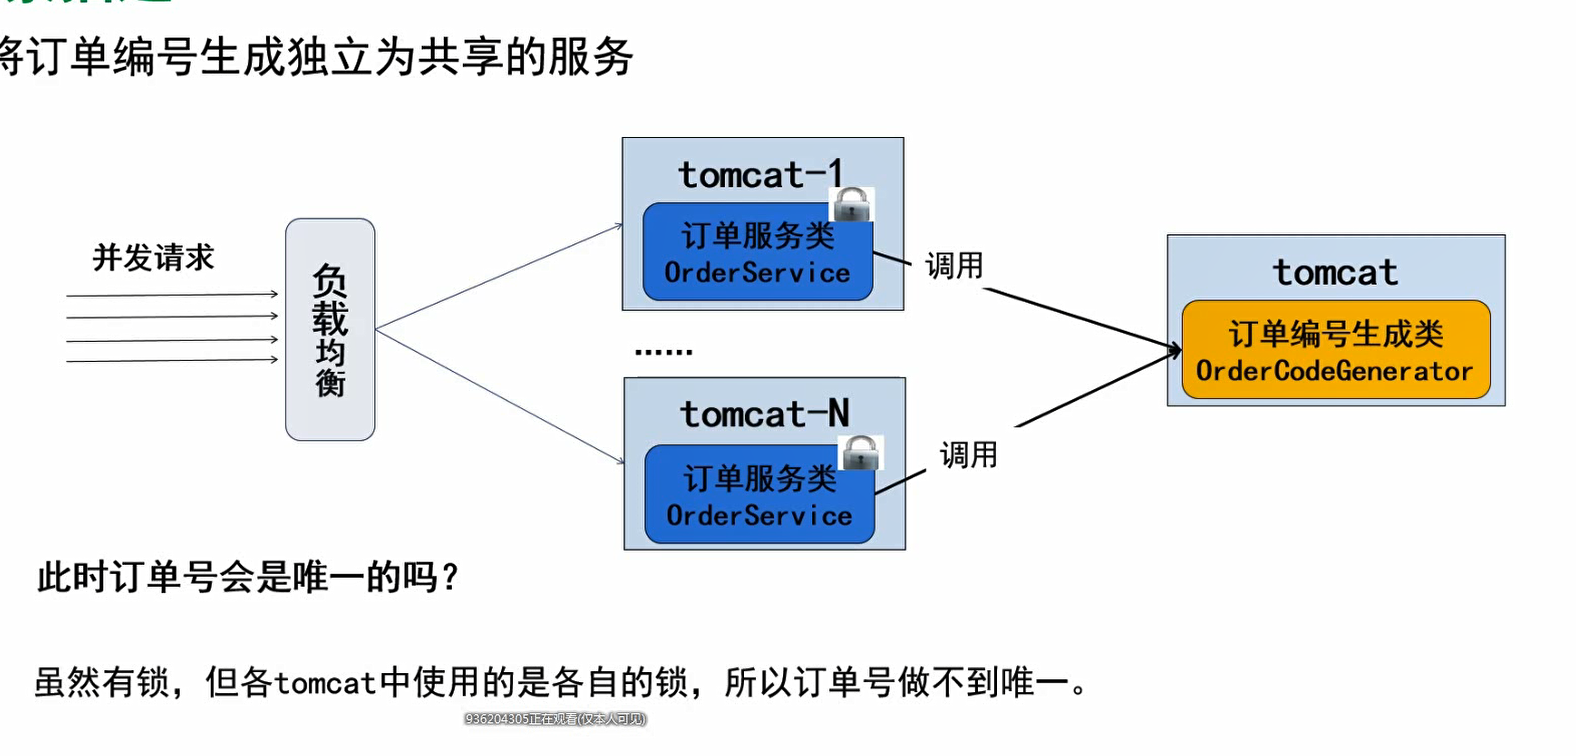 将订单编号生成独立为共享的服务
并发请求
负载均衡
tomcat-1
订单服务类
OrderService
调用
tomcat
订单编号生成类
OrderCodeGenerator
......
tomcat-N
订单服务类
OrderService
调用
此时订单号会是唯一的吗？
虽然有锁，但各tomcat中使用的是各自的锁，所以订单号做不到唯一。
936204305正在观看(仅本人可见)